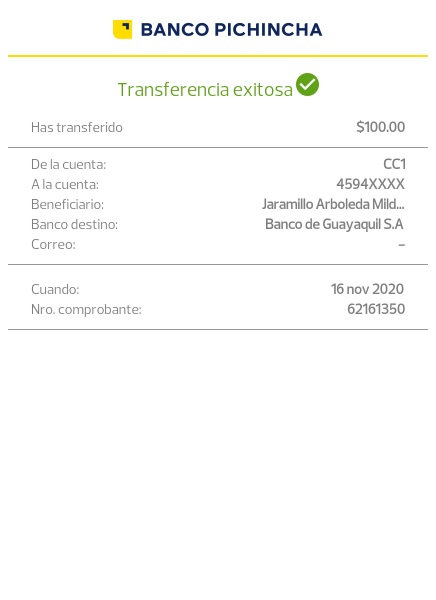 BANCO PICHINCHA
Transferencia exitosa
Has transferido $100.00
De la cuenta: CC1
A la cuenta: 4594XXXX
Beneficiario: Jaramillo Arboleda Mild...
Banco destino: Banco de Guayaquil S.A
Correo: –
Cuando: 16 nov 2020
Nro. comprobante: 62161350